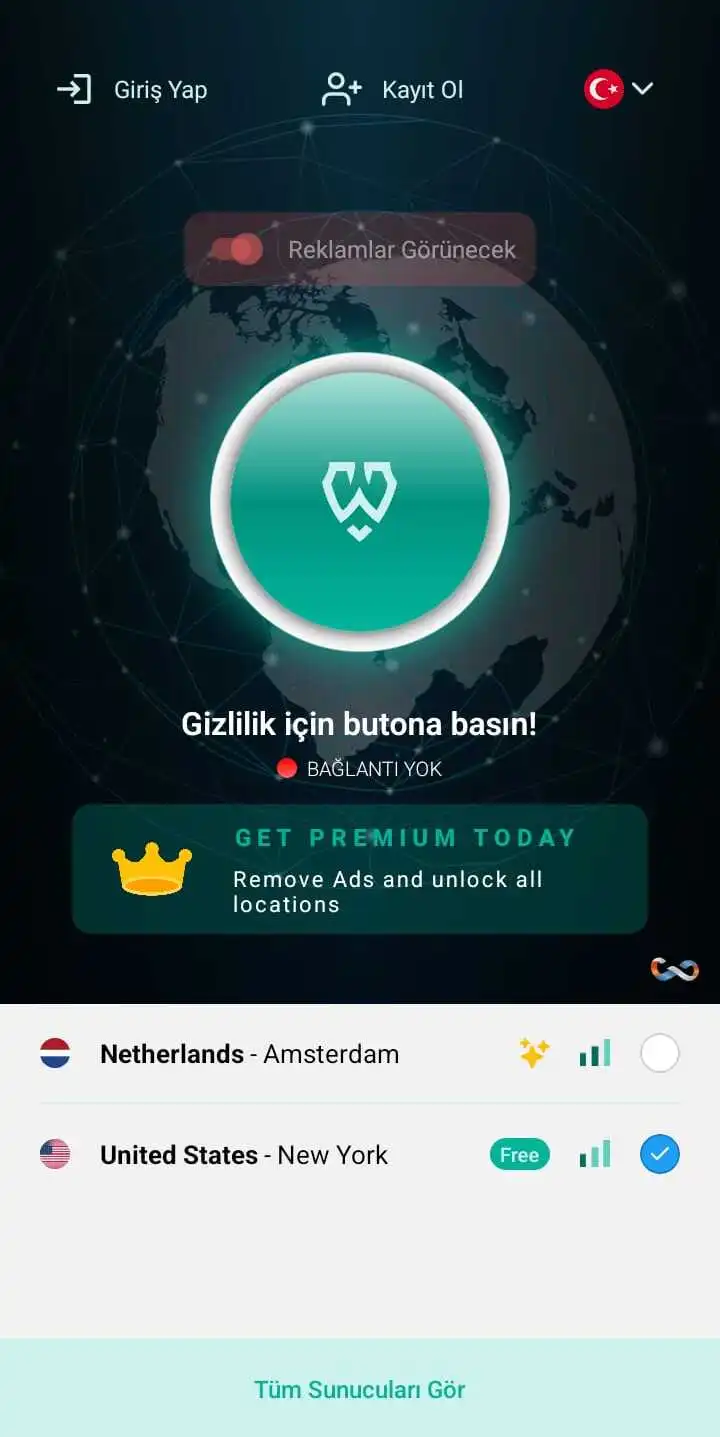 Giriş Yap
Kayıt Ol
Reklamlar Görünecek
Gizlilik için butona basın!
BAĞLANTI YOK
GET PREMIUM TODAY
Remove Ads and unlock all
locations
Netherlands - Amsterdam
United States - New York
Free
Tüm Sunucuları Gör